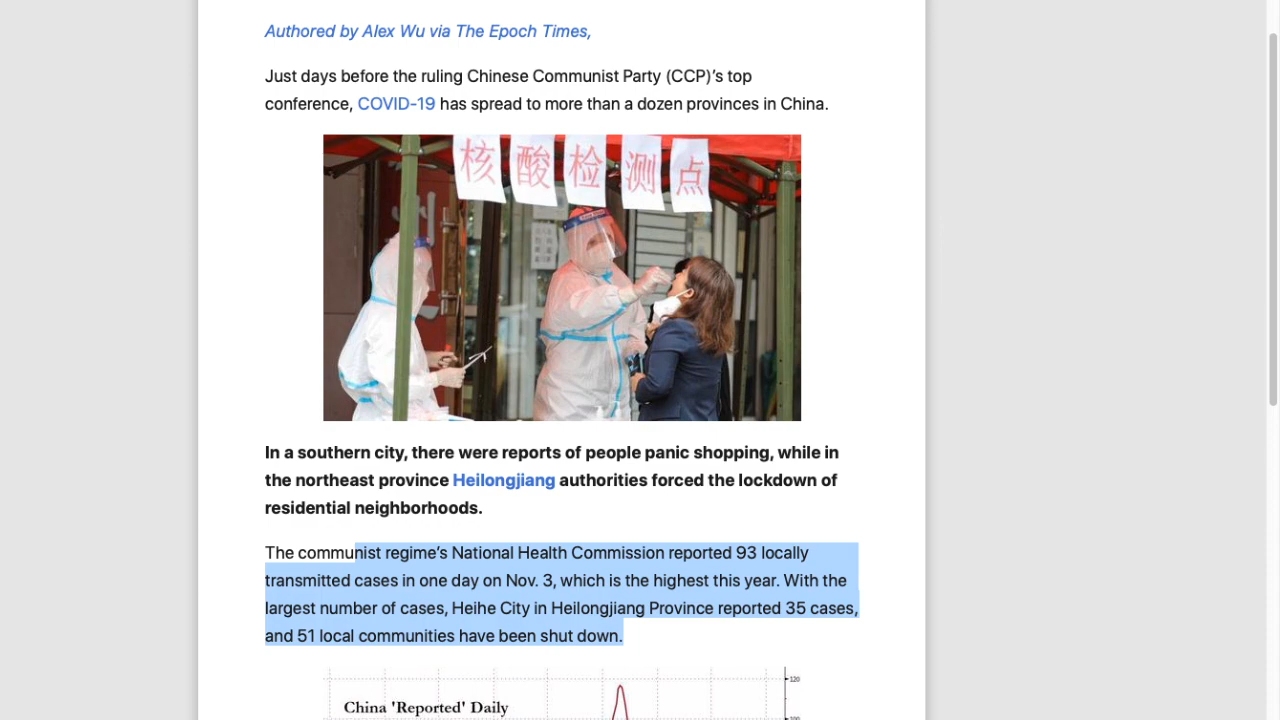 Authored by Alex Wu via The Epoch Times,
Just days before the ruling Chinese Communist Party (CCP)’s top
conference, COVID-19 has spread to more than a dozen provinces in China.
核酸检测点
In a southern city, there were reports of people panic shopping, while in
the northeast province Heilongjiang authorities forced the lockdown of
residential neighborhoods.
The communist regime’s National Health Commission reported 93 locally
transmitted cases in one day on Nov. 3, which is the highest this year. With the
largest number of cases, Heihe City in Heilongjiang Province reported 35 cases,
and 51 local communities have been shut down.
120
China 'Reported' Daily